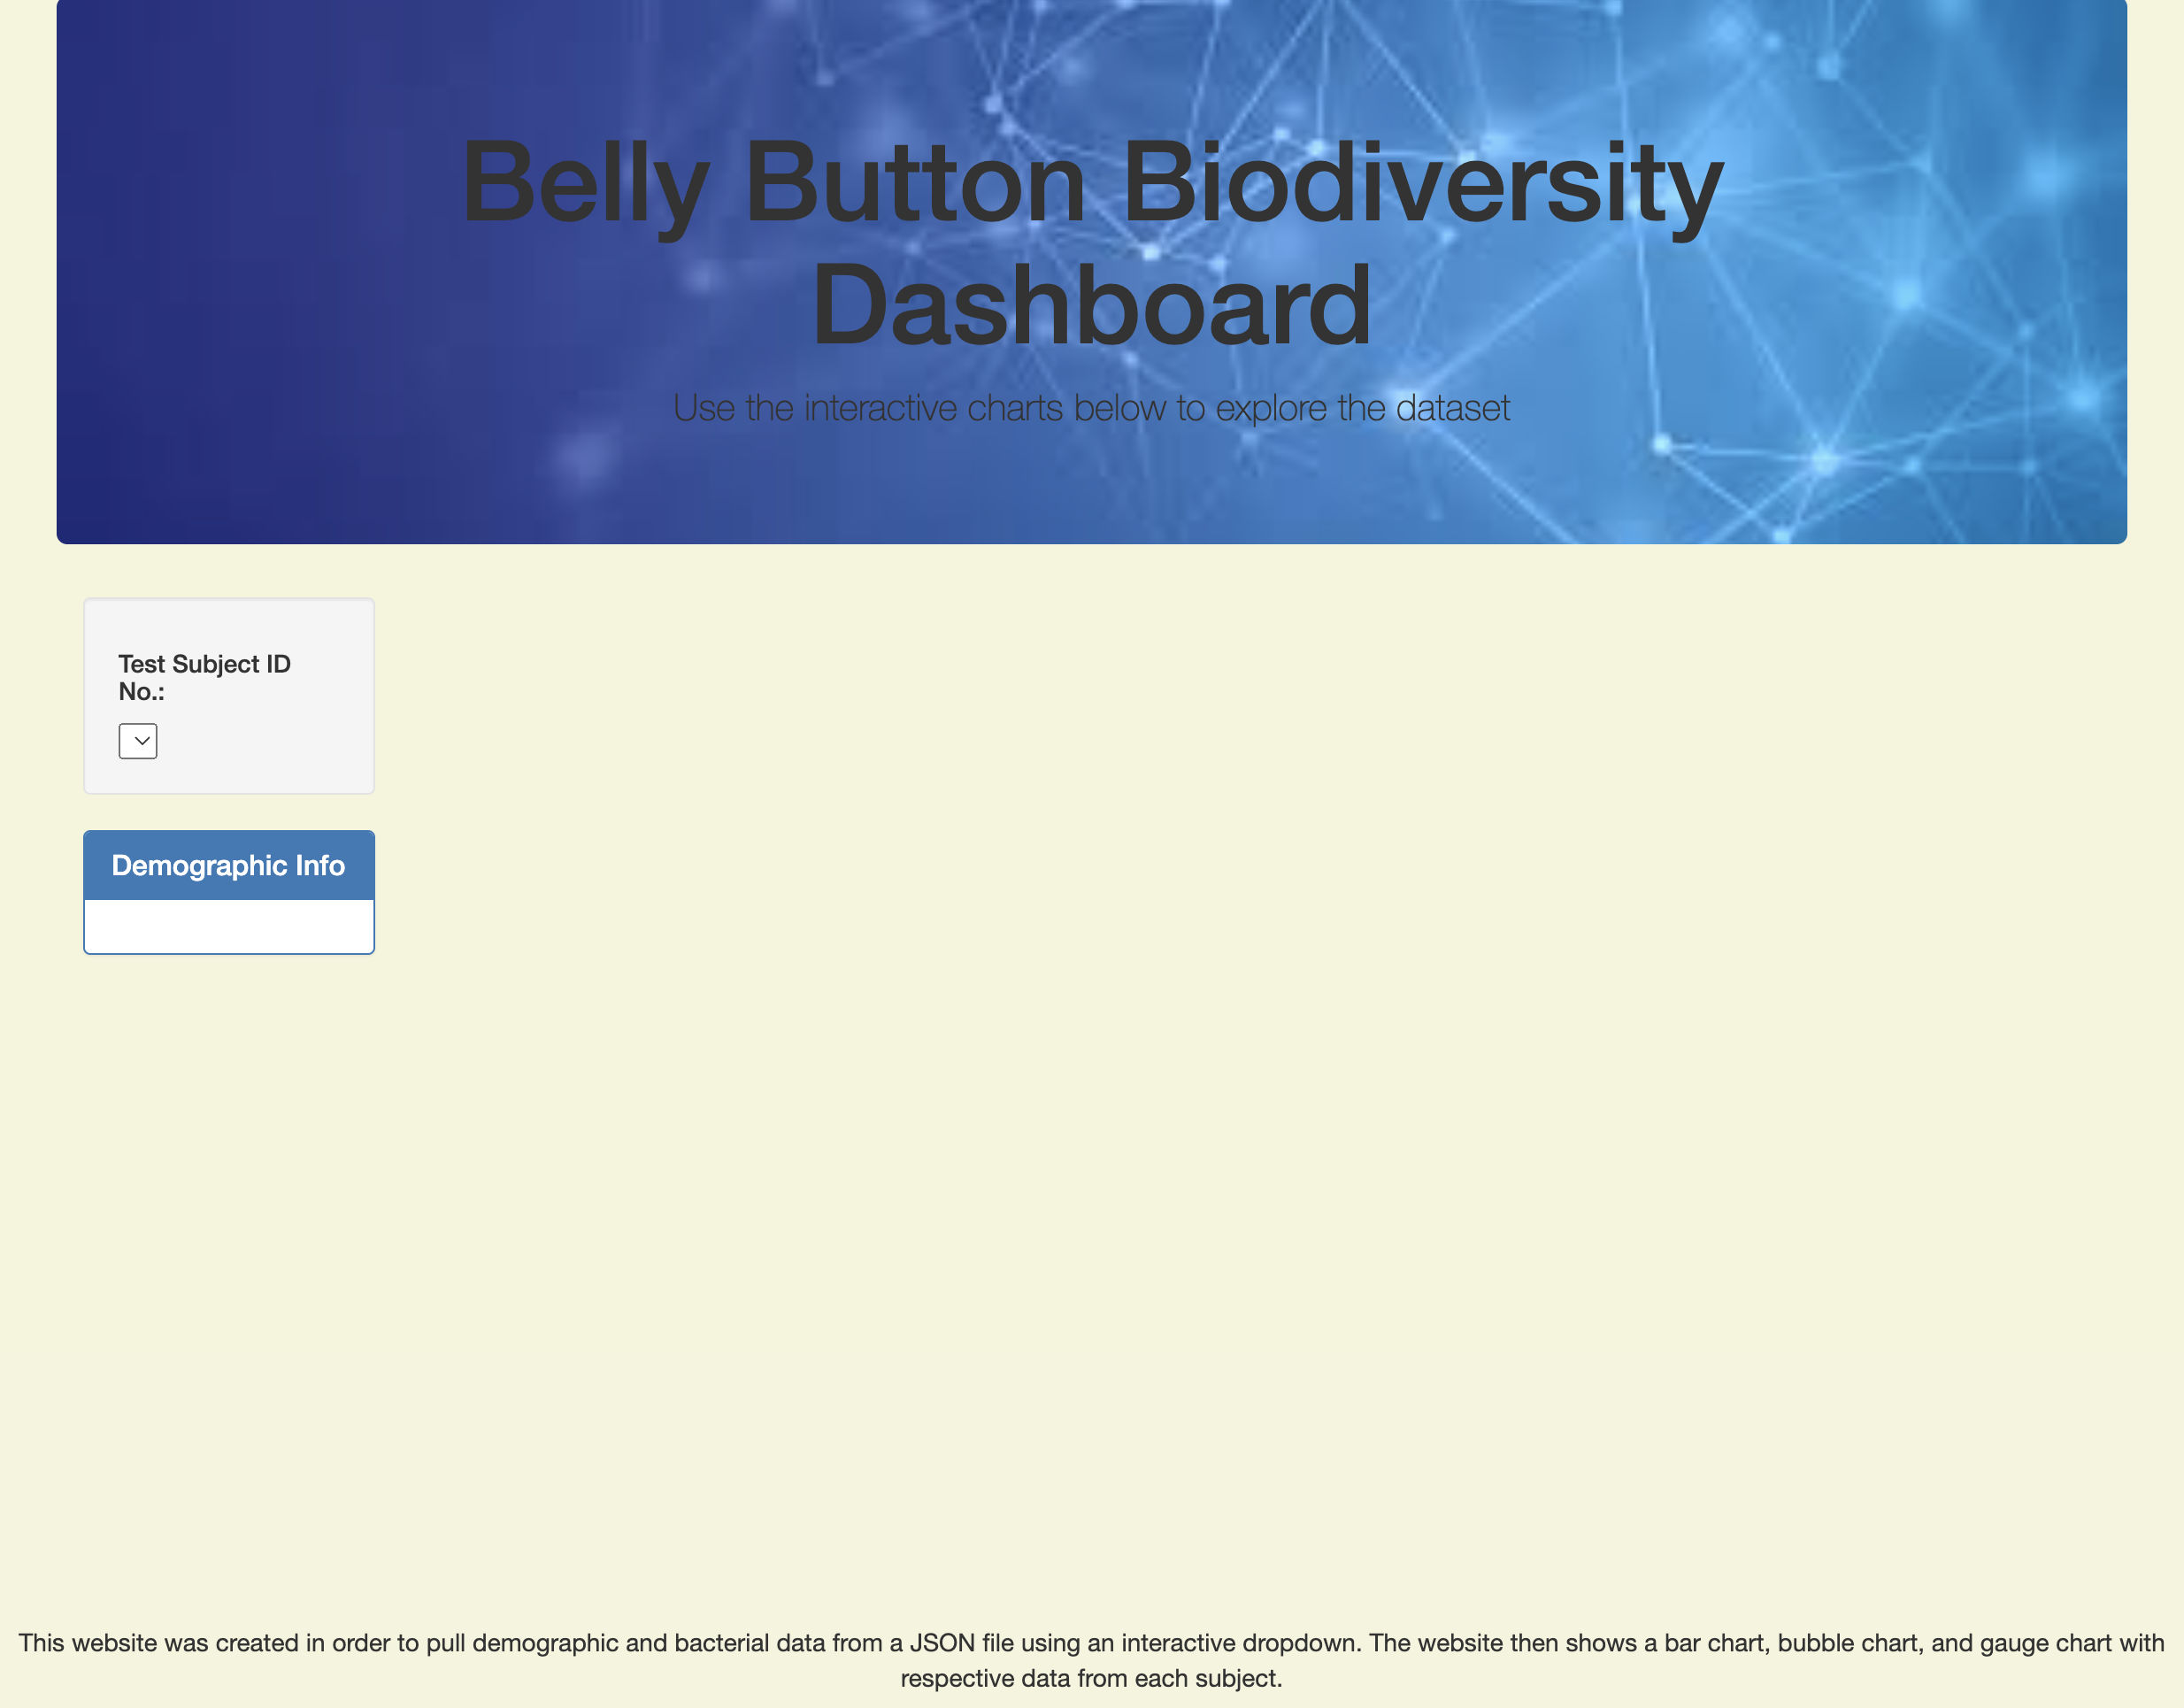 Belly Button Biodiversity
Dashboard
Use the interactive charts below to explore the dataset
Test Subject ID
No.:
Demographic Info
This website was created in order to pull demographic and bacterial data from a JSON file using an interactive dropdown. The website then shows a bar chart, bubble chart, and gauge chart with
respective data from each subject.